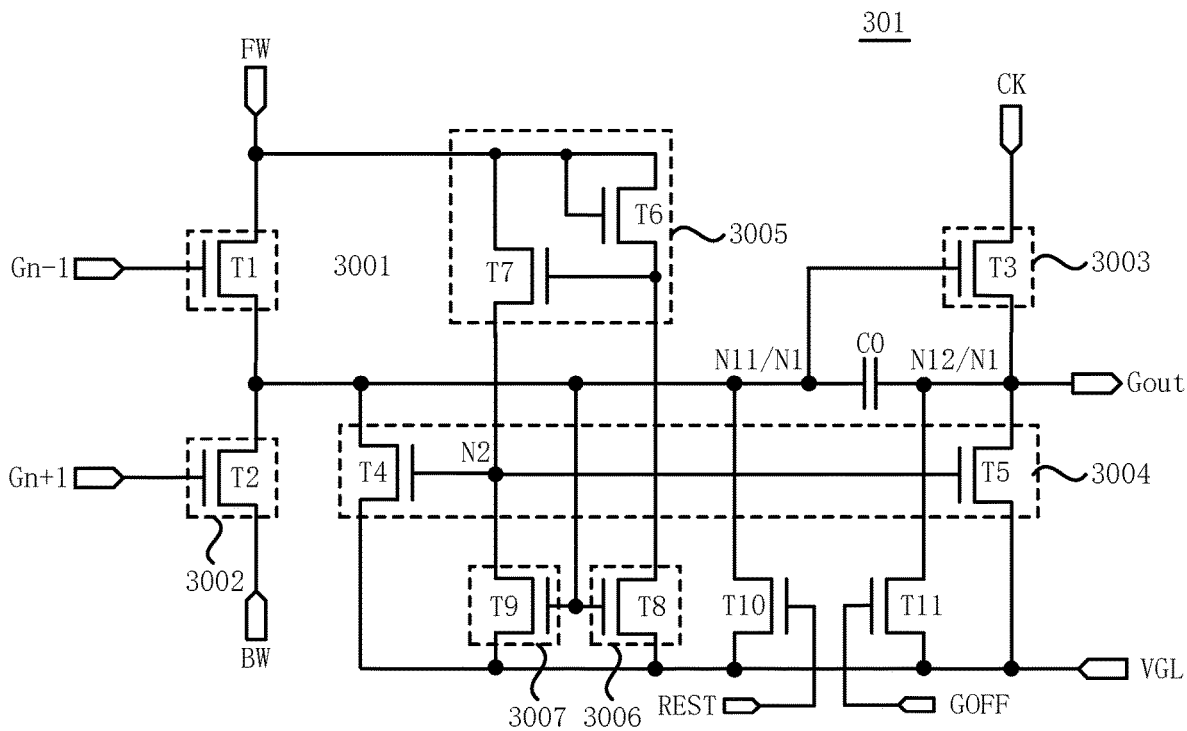 301
FW
CK
T6
3005
Gn-1
T1
3001
T7
T3
3003
N11/N1
C0
N12/N1
Gout
Gn+1
T2
T4
N2
T5
3004
3002
T9
T8
T10
T11
BW
VGL
3007
3006
REST
GOFF